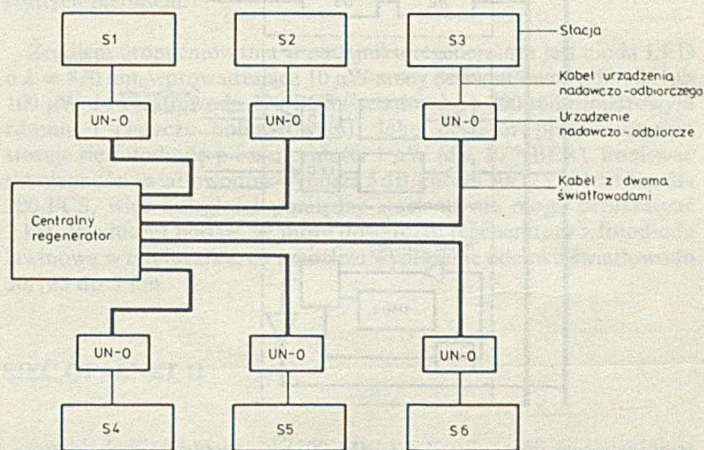 S1
S2
S3
Stacja
Kabel urządzenia
nadawczo-odbiorczego
UN-O
UN-O
UN-O
Urządzenie
nadawczo-odbiorcze
Kabel z dwoma
światłowodami
Centralny
regenerator
UN-O
UN-O
UN-O
S4
S5
S6